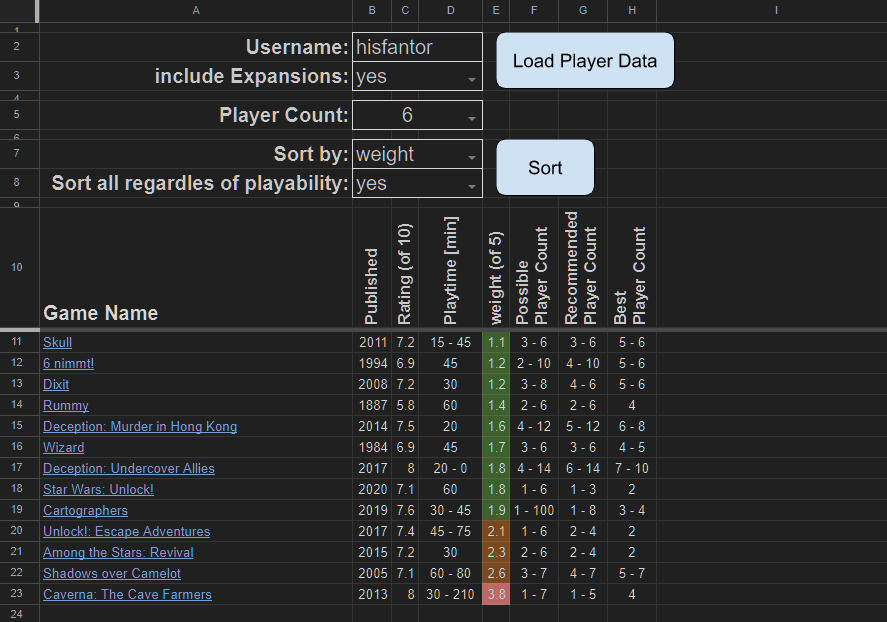 A B C D E F G H I
1
2 Username: hisfantor Load Player Data
3 include Expansions: yes
4
5 Player Count: 6
6
7 Sort by: weight Sort
8 Sort all regardles of playability: yes
9
10 Game Name Published Rating (of 10) Playtime [min] weight (of 5) Possible Player Count Recommended Player Count Best Player Count
11 Skull 2011 7.2 15 - 45 1.1 3 - 6 3 - 6 5 - 6
12 6 nimmt! 1994 6.9 45 1.2 2 - 10 4 - 10 5 - 6
13 Dixit 2008 7.2 30 1.2 3 - 8 4 - 6 5 - 6
14 Rummy 1887 5.8 60 1.4 2 - 6 2 - 6 4
15 Deception: Murder in Hong Kong 2014 7.5 20 1.6 4 - 12 5 - 12 6 - 8
16 Wizard 1984 6.9 45 1.7 3 - 6 3 - 6 4 - 5
17 Deception: Undercover Allies 2017 8 20 - 0 1.8 4 - 14 6 - 14 7 - 10
18 Star Wars: Unlock! 2020 7.1 60 1.8 1 - 6 1 - 3 2
19 Cartographers 2019 7.6 30 - 45 1.9 1 - 100 1 - 8 3 - 4
20 Unlock!: Escape Adventures 2017 7.4 45 - 75 2.1 1 - 6 2 - 4 2
21 Among the Stars: Revival 2015 7.2 30 2.3 2 - 6 2 - 4 2
22 Shadows over Camelot 2005 7.1 60 - 80 2.6 3 - 7 4 - 7 5 - 7
23 Caverna: The Cave Farmers 2013 8 30 - 210 3.8 1 - 7 1 - 5 4
24